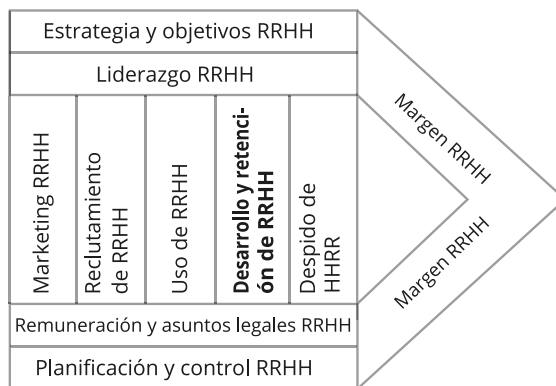 Estrategia y objetivos RRHH
Liderazgo RRHH
Marketing RRHH
Reclutamiento
de RRHH
Uso de RRHH
Desarrollo y retenci-
ón de RRHH
Despido de
HHRR
Margen RRHH
Margen RRHH
Remuneración y asuntos legales RRHH
Planificación y control RRHH